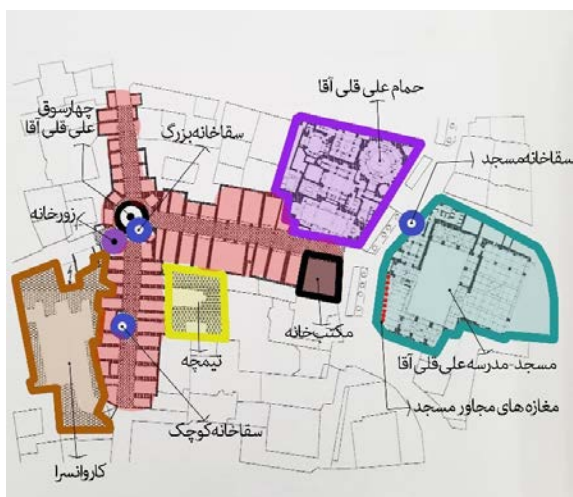 حمام علی قلی آقا
چهارسوق
علی قلی آقا
سقاخانه بزرگ
سقاخانه مسجد
زورخانه
مکتب خانه
تیمچه
مسجد-مدرسه علی قلی آقا
مغازه های مجاور مسجد
سقاخانه کوچک
کاروانسرا